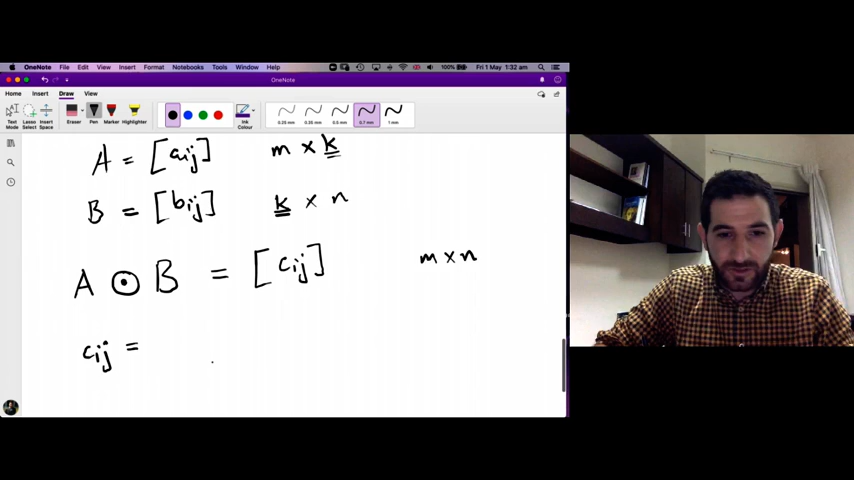 OneNote File Edit View Insert Format Notebooks Tools Window Help 100% Fri 1 May 1:32 am
OneNote
Home Insert Draw View
Text Mode Lasso Select Insert Space Eraser Pen Marker Highlighter Ink Colour 0.25 mm 0.35 mm 0.5 mm 0.7 mm 1 mm
A = [aij] m × k
B = [bij] k × n
A ⊙ B = [cij] m × n
cij =